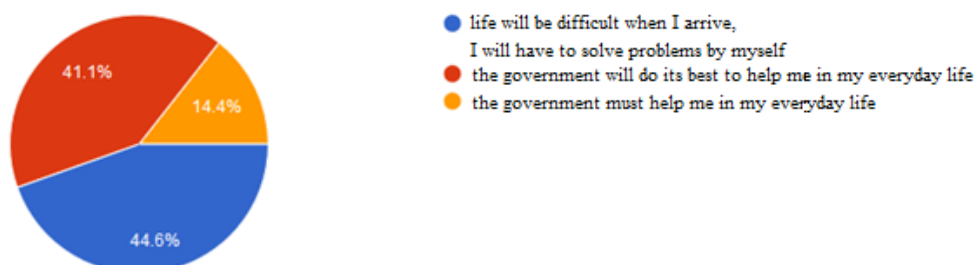 life will be difficult when I arrive,
I will have to solve problems by myself
the government will do its best to help me in my everyday life
the government must help me in my everyday life
41.1%
14.4%
44.6%